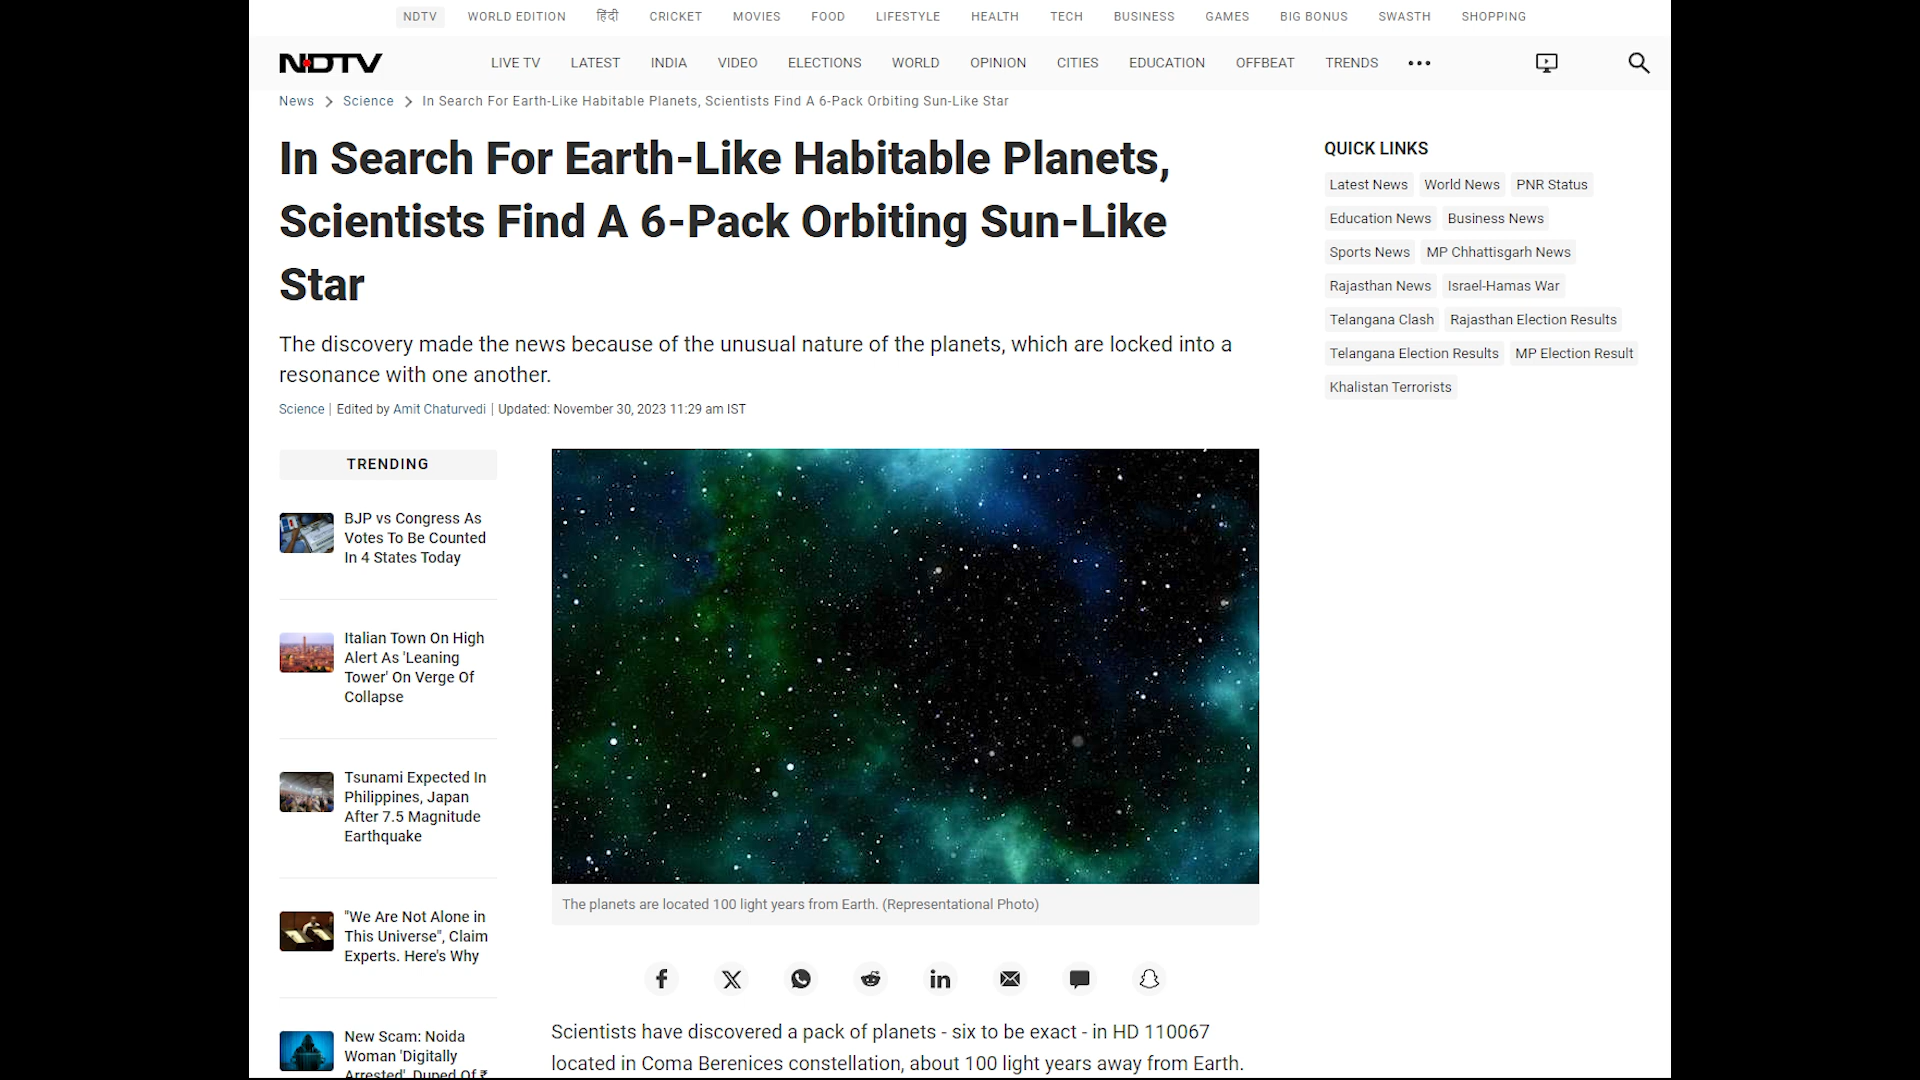 NDTV WORLD EDITION हिंदी CRICKET MOVIES FOOD LIFESTYLE HEALTH TECH BUSINESS GAMES BIG BONUS SWASTH SHOPPING
NDTV LIVE TV LATEST INDIA VIDEO ELECTIONS WORLD OPINION CITIES EDUCATION OFFBEAT TRENDS
News > Science > In Search For Earth-Like Habitable Planets, Scientists Find A 6-Pack Orbiting Sun-Like Star
In Search For Earth-Like Habitable Planets,
Scientists Find A 6-Pack Orbiting Sun-Like
Star
The discovery made the news because of the unusual nature of the planets, which are locked into a
resonance with one another.
Science | Edited by Amit Chaturvedi | Updated: November 30, 2023 11:29 am IST
TRENDING
BJP vs Congress As
Votes To Be Counted
In 4 States Today
Italian Town On High
Alert As 'Leaning
Tower' On Verge Of
Collapse
Tsunami Expected In
Philippines, Japan
After 7.5 Magnitude
Earthquake
"We Are Not Alone in
This Universe", Claim
Experts. Here's Why
New Scam: Noida
Woman 'Digitally
Arrested', Duped Of ₹
The planets are located 100 light years from Earth. (Representational Photo)
Scientists have discovered a pack of planets - six to be exact - in HD 110067
located in Coma Berenices constellation, about 100 light years away from Earth.
QUICK LINKS
Latest News World News PNR Status
Education News Business News
Sports News MP Chhattisgarh News
Rajasthan News Israel-Hamas War
Telangana Clash Rajasthan Election Results
Telangana Election Results MP Election Result
Khalistan Terrorists